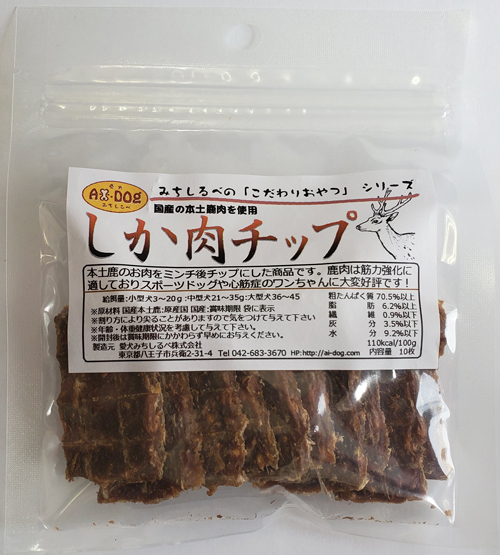 愛犬
AI-DOG
みちしるべ
みちしるべの「こだわりおやつ」 シリーズ
国産の本土鹿肉を使用
しか肉チップ
本土鹿のお肉をミンチ後チップにした商品です。鹿肉は筋力強化に
適しておりスポーツドッグや心筋症のワンちゃんに大変好評です！
給餌量:小型犬3～20g:中型犬21～35g:大型犬36～45
※原材料 国産本土鹿:原産国 国産:賞味期限 袋に表示
※割り方により尖ることがありますので気をつけて与えて下さい
※年齢・体重健康状況を考慮して与えて下さい。
※開封後は賞味期限にかかわらず早めにお与えください。
製造元 愛犬みちしるべ株式会社
東京都八王子市兵衛2-31-4 Tel 042-683-3670 HP:http://ai-dog.com
粗たんぱく質 70.5%以上
脂 肪 6.2%以上
繊 維 0.9%以下
灰 分 3.5%以下
水 分 9.2%以下
110kcal/100g
内容量 10枚